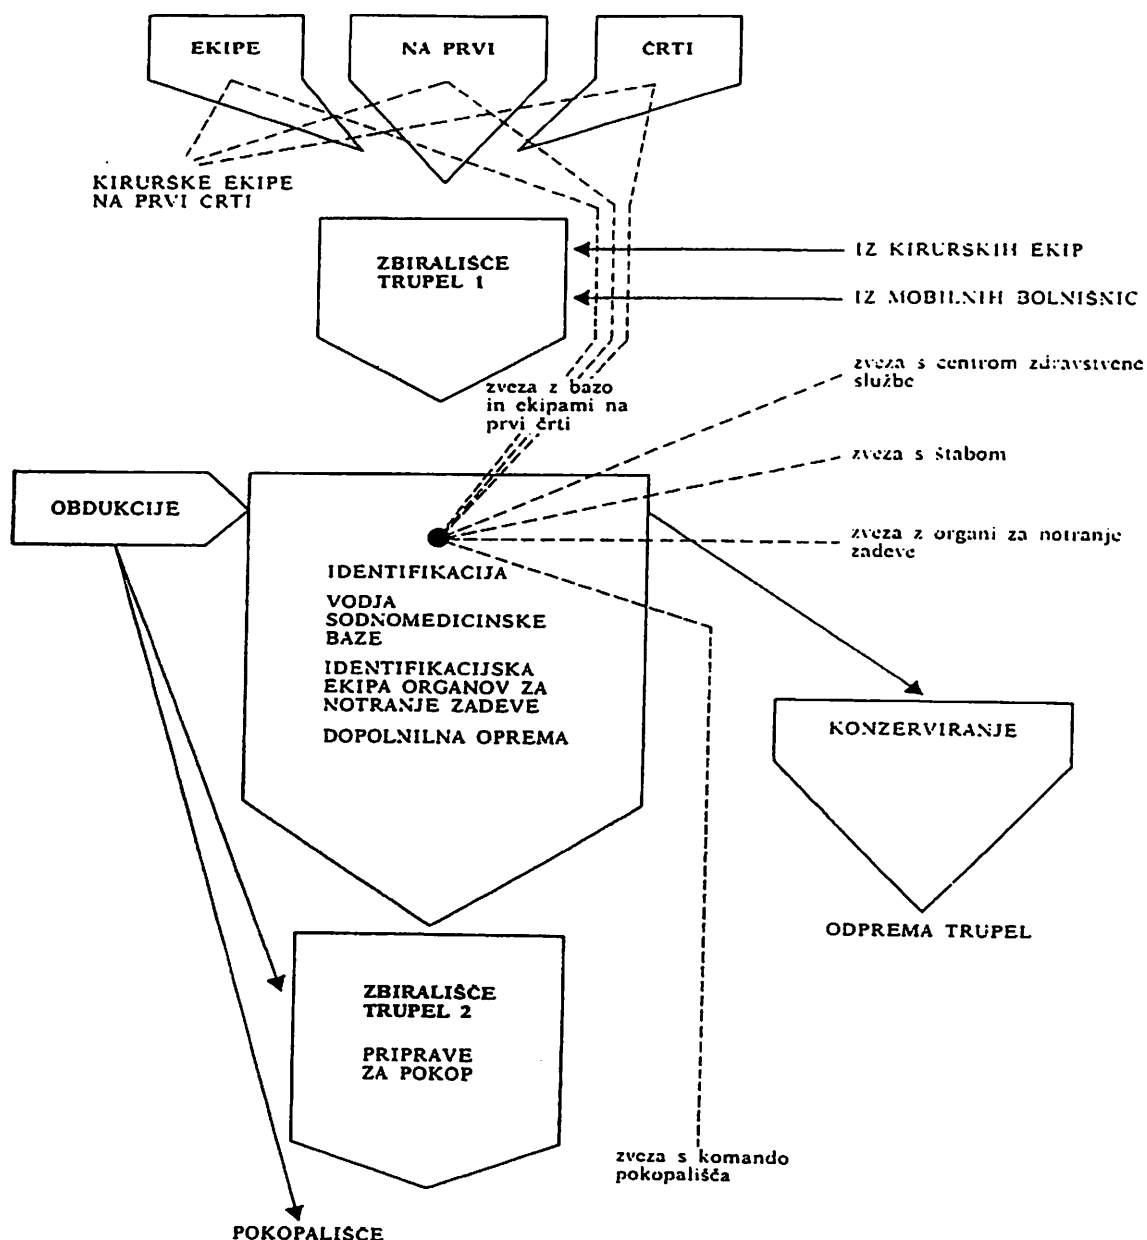 EKIPE
NA PRVI
ČRTI
KIRURŠKE EKIPE
NA PRVI ČRTI
ZBIRALIŠČE
TRUPEL 1
IZ KIRURSKIH EKIP
IZ MOBILNIH BOLNIŠNIC
zveza z bazo
in ekipami na
prvi črti
zveza s centrom zdravstvene
službe
zveza s štabom
zveza z organi za notranje
zadeve
OBDUKCIJE
IDENTIFIKACIJA
VODJA
SODNOMEDICINSKE
BAZE
IDENTIFIKACIJSKA
EKIPA ORGANOV ZA
NOTRANJE ZADEVE
DOPOLNILNA OPREMA
KONZERVIRANJE
ODPREMA TRUPEL
ZBIRALIŠČE
TRUPEL 2
PRIPRAVE
ZA POKOP
zveza s komando
pokopališča
POKOPALIŠČE